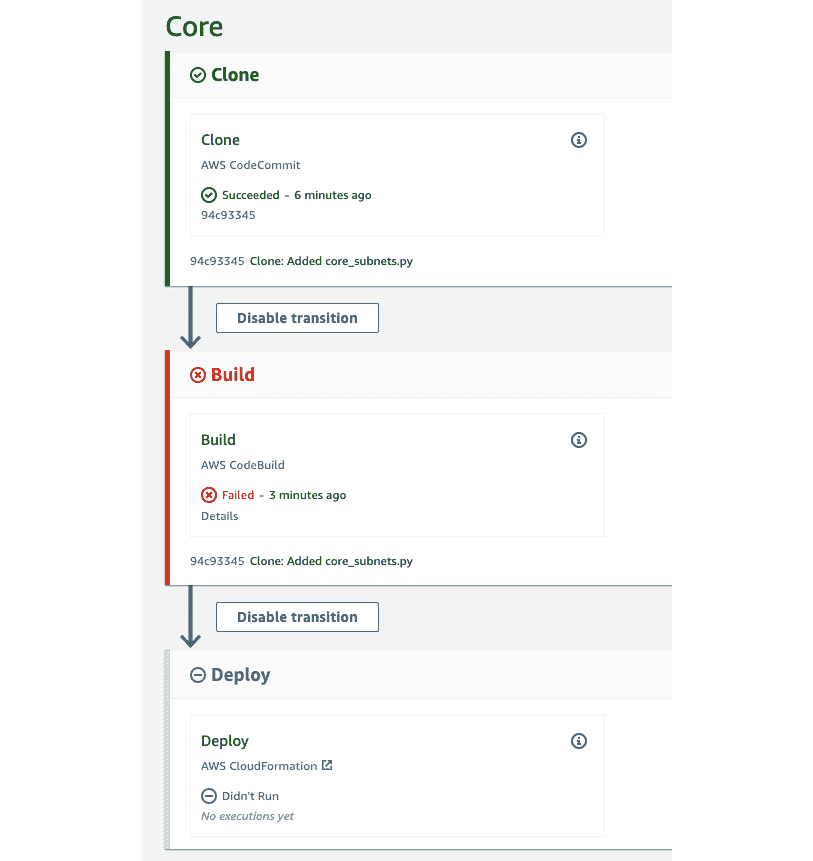 Core
Clone
Clone
AWS CodeCommit
Succeeded - 6 minutes ago
94c93345
94c93345 Clone: Added core_subnets.py
Disable transition
Build
Build
AWS CodeBuild
Failed - 3 minutes ago
Details
94c93345 Clone: Added core_subnets.py
Disable transition
Deploy
Deploy
AWS CloudFormation
Didn't Run
No executions yet